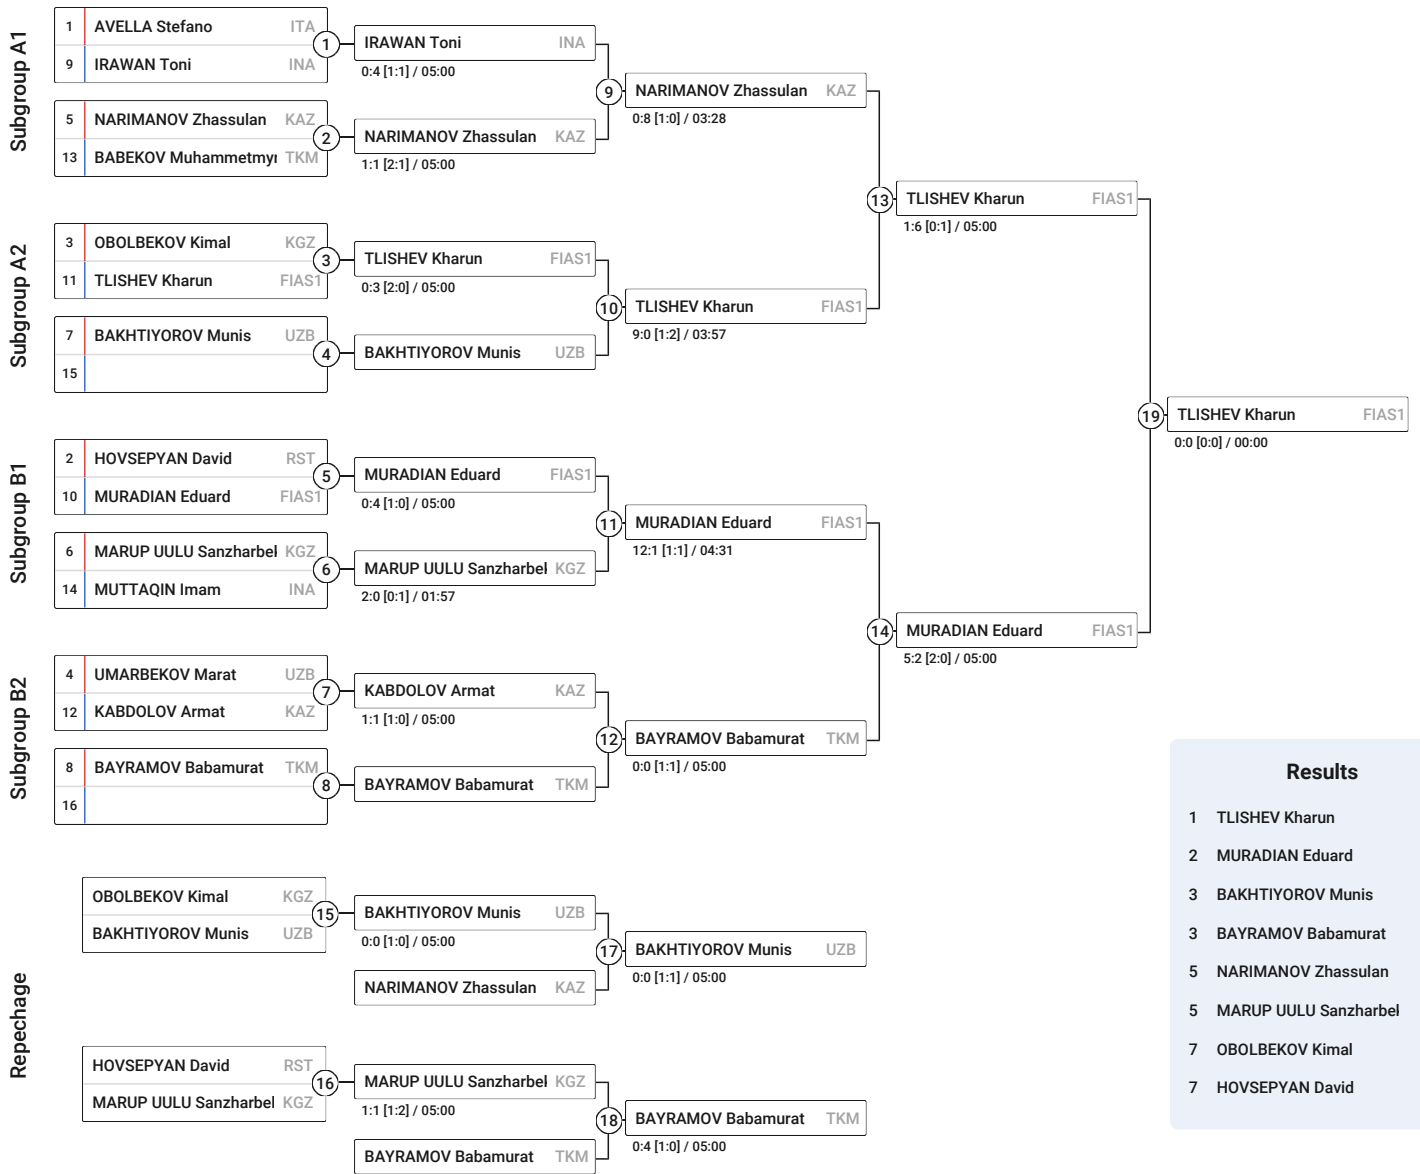 Subgroup A1
1 AVELLA Stefano ITA
9 IRAWAN Toni INA
1
IRAWAN Toni INA
0:4 [1:1] / 05:00
5 NARIMANOV Zhassulan KAZ
13 BABEKOV Muhammetmyr TKM
2
NARIMANOV Zhassulan KAZ
1:1 [2:1] / 05:00
9
NARIMANOV Zhassulan KAZ
0:8 [1:0] / 03:28
Subgroup A2
3 OBOLBEKOV Kimal KGZ
11 TLISHEV Kharun FIAS1
3
TLISHEV Kharun FIAS1
0:3 [2:0] / 05:00
7 BAKHTIYOROV Munis UZB
15
4
BAKHTIYOROV Munis UZB
10
TLISHEV Kharun FIAS1
9:0 [1:2] / 03:57
13
TLISHEV Kharun FIAS1
1:6 [0:1] / 05:00
Subgroup B1
2 HOVSEPYAN David RST
10 MURADIAN Eduard FIAS1
5
MURADIAN Eduard FIAS1
0:4 [1:0] / 05:00
6 MARUP UULU Sanzharbek KGZ
14 MUTTAQIN Imam INA
6
MARUP UULU Sanzharbek KGZ
2:0 [0:1] / 01:57
11
MURADIAN Eduard FIAS1
12:1 [1:1] / 04:31
Subgroup B2
4 UMARBEKOV Marat UZB
12 KABDOLOV Armat KAZ
7
KABDOLOV Armat KAZ
1:1 [1:0] / 05:00
8 BAYRAMOV Babamurat TKM
16
8
BAYRAMOV Babamurat TKM
12
BAYRAMOV Babamurat TKM
0:0 [1:1] / 05:00
14
MURADIAN Eduard FIAS1
5:2 [2:0] / 05:00
19
TLISHEV Kharun FIAS1
0:0 [0:0] / 00:00
Repechage
OBOLBEKOV Kimal KGZ
BAKHTIYOROV Munis UZB
15
BAKHTIYOROV Munis UZB
0:0 [1:0] / 05:00
NARIMANOV Zhassulan KAZ
17
BAKHTIYOROV Munis UZB
0:0 [1:1] / 05:00
HOVSEPYAN David RST
MARUP UULU Sanzharbek KGZ
16
MARUP UULU Sanzharbek KGZ
1:1 [1:2] / 05:00
BAYRAMOV Babamurat TKM
18
BAYRAMOV Babamurat TKM
0:4 [1:0] / 05:00
Results
1 TLISHEV Kharun
2 MURADIAN Eduard
3 BAKHTIYOROV Munis
3 BAYRAMOV Babamurat
5 NARIMANOV Zhassulan
5 MARUP UULU Sanzharbek
7 OBOLBEKOV Kimal
7 HOVSEPYAN David